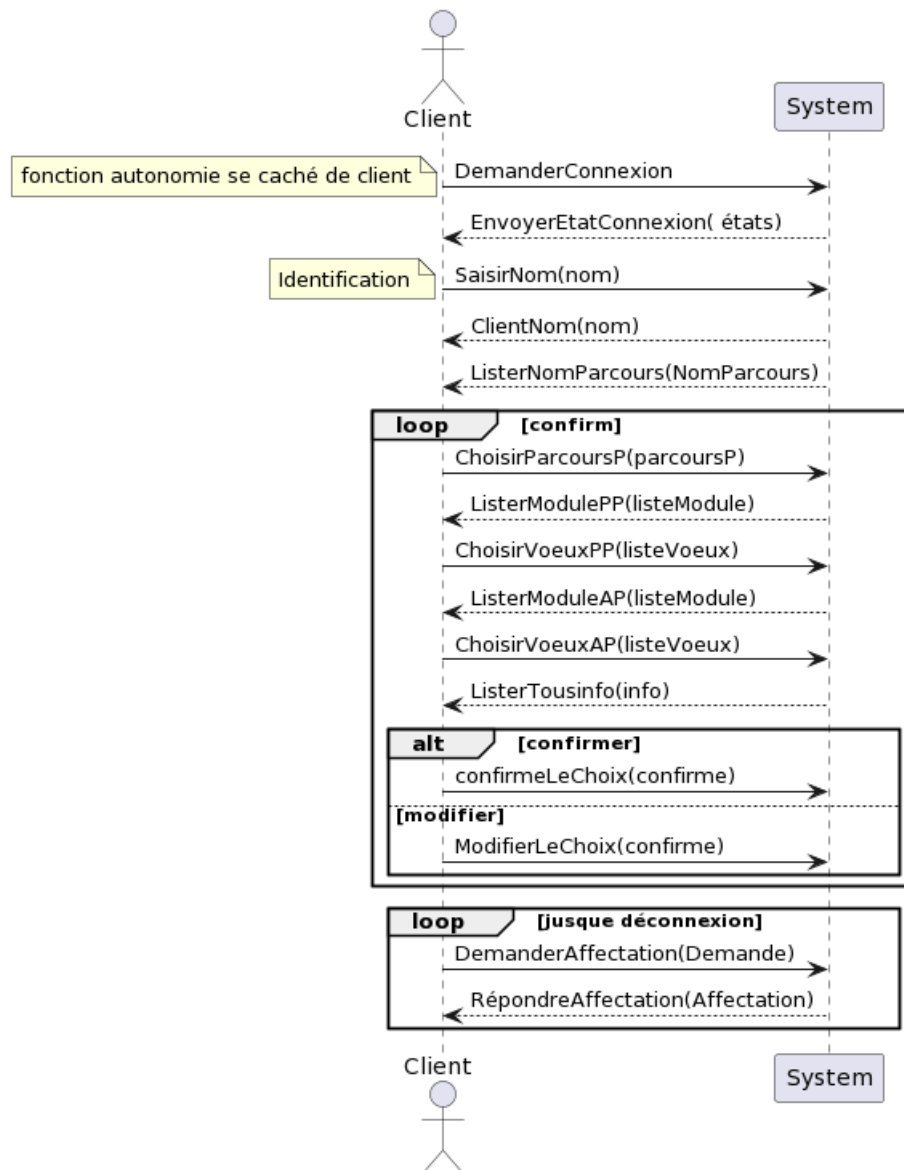 Client
System
fonction autonomie se caché de client
DemanderConnexion
EnvoyerEtatConnexion( états)
Identification
SaisirNom(nom)
ClientNom(nom)
ListerNomParcours(NomParcours)
loop [confirm]
ChoisirParcoursP(parcoursP)
ListerModulePP(listeModule)
ChoisirVoeuxPP(listeVoeux)
ListerModuleAP(listeModule)
ChoisirVoeuxAP(listeVoeux)
ListerTousinfo(info)
alt [confirmer]
confirmeLeChoix(confirme)
[modifier]
ModifierLeChoix(confirme)
loop [jusque déconnexion]
DemanderAffectation(Demande)
RépondreAffectation(Affectation)
Client
System